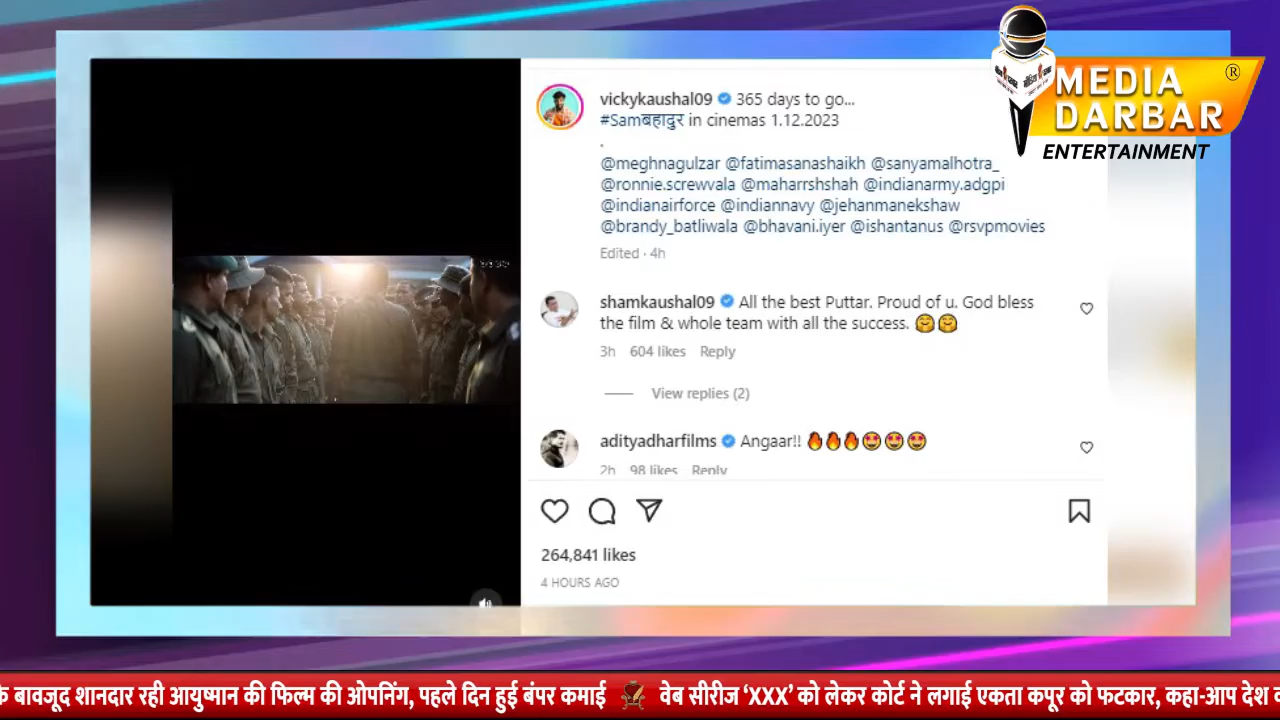 vickykaushal09 365 days to go...
#Samबहादुर in cinemas 1.12.2023
.
@meghnagulzar @fatimasanashaikh @sanyamalhotra_
@ronnie.screwvala @maharrshshah @indianarmy.adgpi
@indianairforce @indiannavy @jehanmanekshaw
@brandy_batliwala @bhavani.iyer @ishantanus @rsvpmovies
Edited · 4h
shamkaushal09 All the best Puttar. Proud of u. God bless
the film & whole team with all the success. 🤗🤗
3h 604 likes Reply
View replies (2)
adityadharfilms Angaar!! 🔥🔥🔥🤩🤩🤩
2h 98 likes Reply
264,841 likes
4 HOURS AGO
MEDIA ®
DARBAR
ENTERTAINMENT
के बावजूद शानदार रही आयुष्मान की फिल्म की ओपनिंग, पहले दिन हुई बंपर कमाई वेब सीरीज ‘XXX’ को लेकर कोर्ट ने लगाई एकता कपूर को फटकार, कहा-आप देश